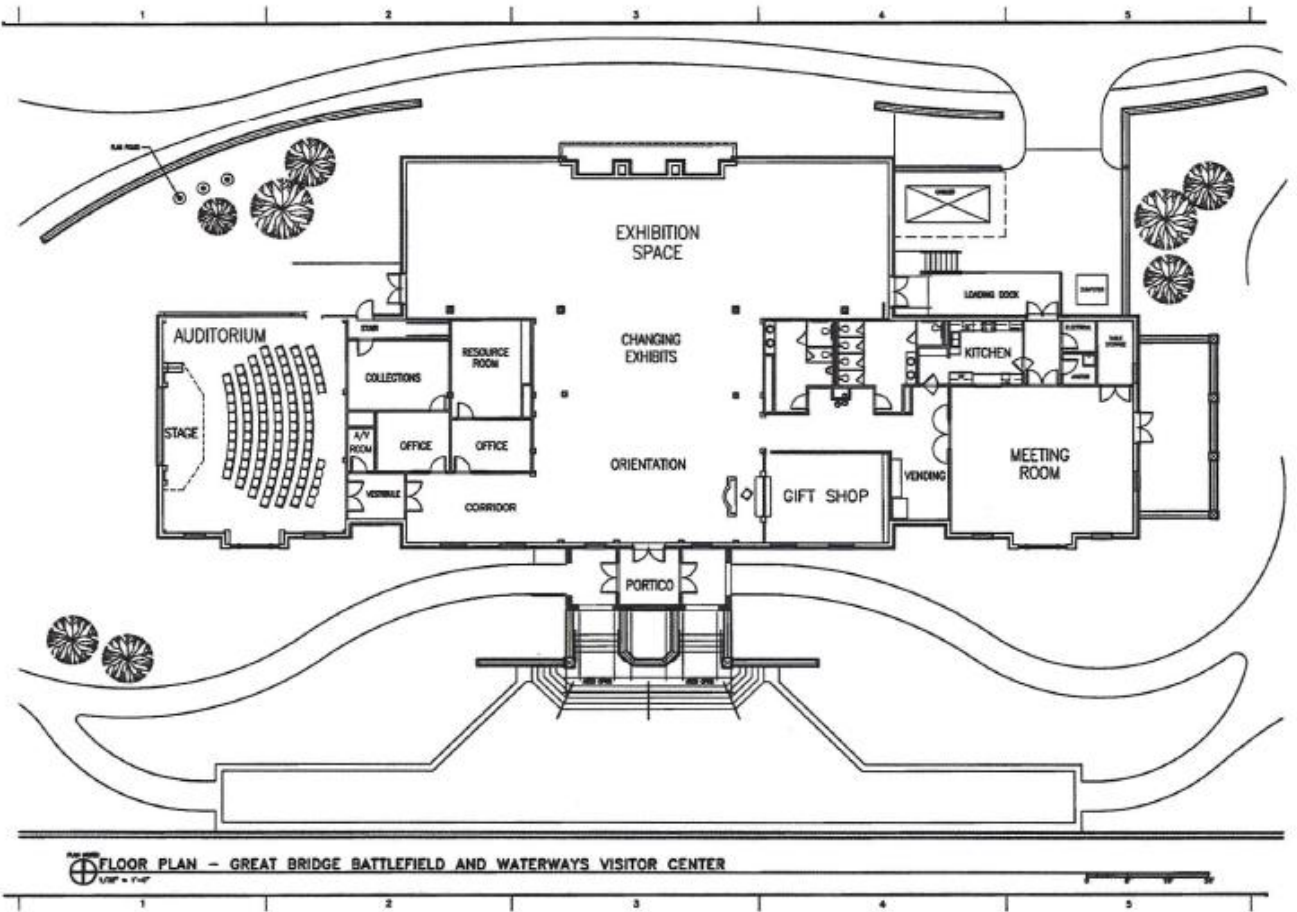 1 2 3 4 5
EXHIBITION
SPACE
LOADING DOCK
AUDITORIUM
CHANGING
EXHIBITS
RESOURCE
ROOM
COLLECTIONS
KITCHEN
STAGE
A/V
ROOM
OFFICE
OFFICE
ORIENTATION
MEETING
ROOM
VESTIBULE
CORRIDOR
GIFT SHOP
VENDING
PORTICO
FLOOR PLAN - GREAT BRIDGE BATTLEFIELD AND WATERWAYS VISITOR CENTER
1 2 3 4 5